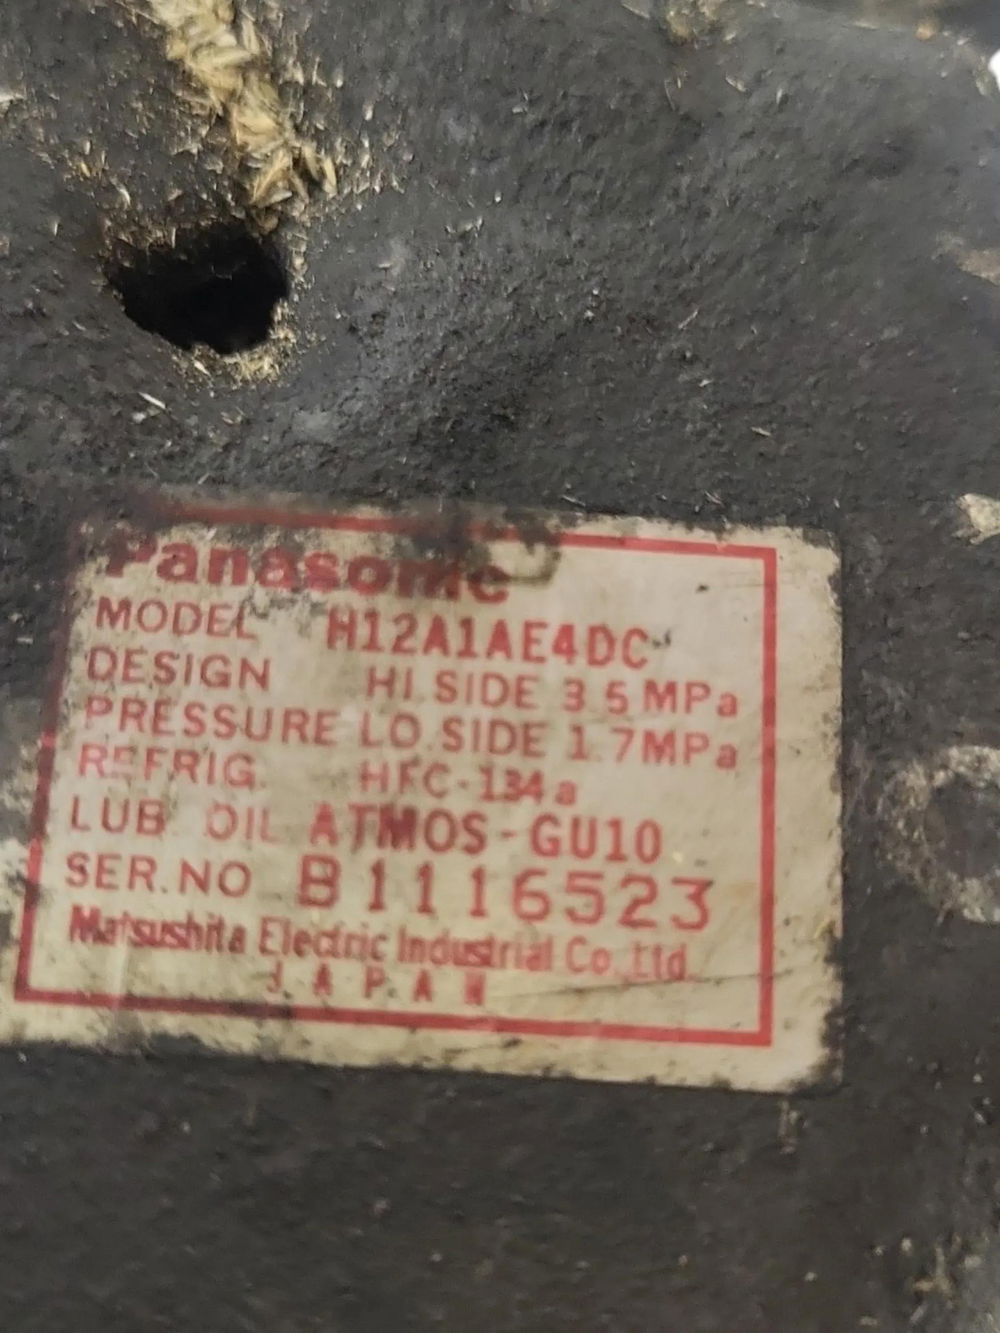 Panasonic
MODEL H12A1AE4DC
DESIGN HI.SIDE 3.5MPa
PRESSURE LO.SIDE 1.7MPa
REFRIG. HFC-134a
LUB OIL ATMOS-GU10
SER.NO B1116523
Matsushita Electric Industrial Co.,Ltd.
JAPAN